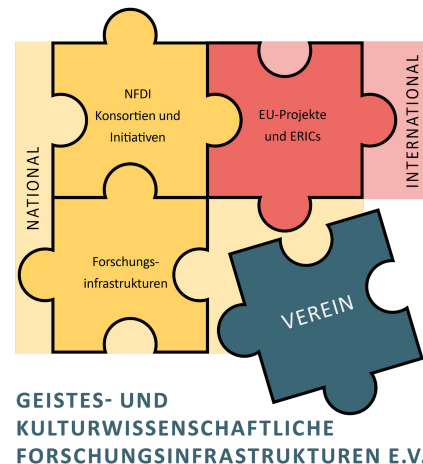 NFDI
Konsortien und
Initiativen
EU-Projekte
und ERICs
INTERNATIONAL
NATIONAL
Forschungs-
infrastrukturen
VEREIN
GEISTES- UND
KULTURWISSENSCHAFTLICHE
FORSCHUNGSINFRASTRUKTUREN E.V.